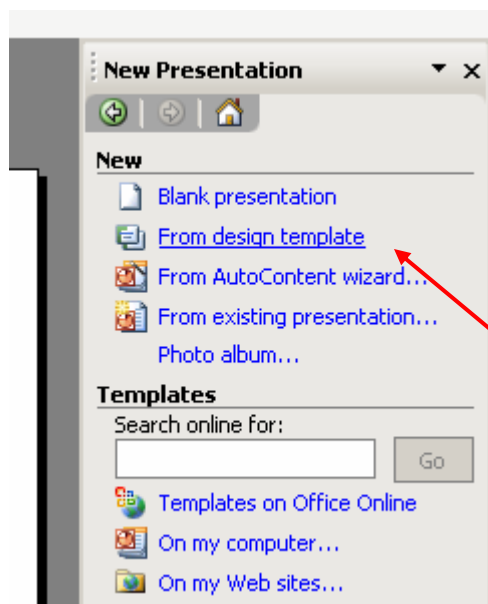 New Presentation
New
Blank presentation
From design template
From AutoContent wizard...
From existing presentation...
Photo album...
Templates
Search online for:
Go
Templates on Office Online
On my computer...
On my Web sites...